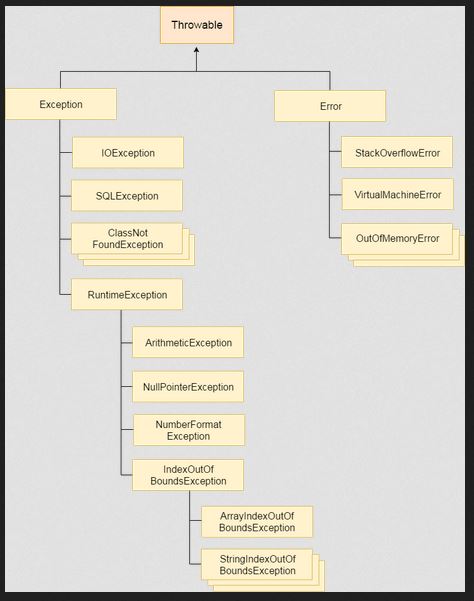 Throwable
Exception
Error
IOException
StackOverflowError
SQLException
VirtualMachineError
ClassNot
FoundException
OutOfMemoryError
RuntimeException
ArithmeticException
NullPointerException
NumberFormat
Exception
IndexOutOf
BoundsException
ArrayIndexOutOf
BoundsException
StringIndexOutOf
BoundsException